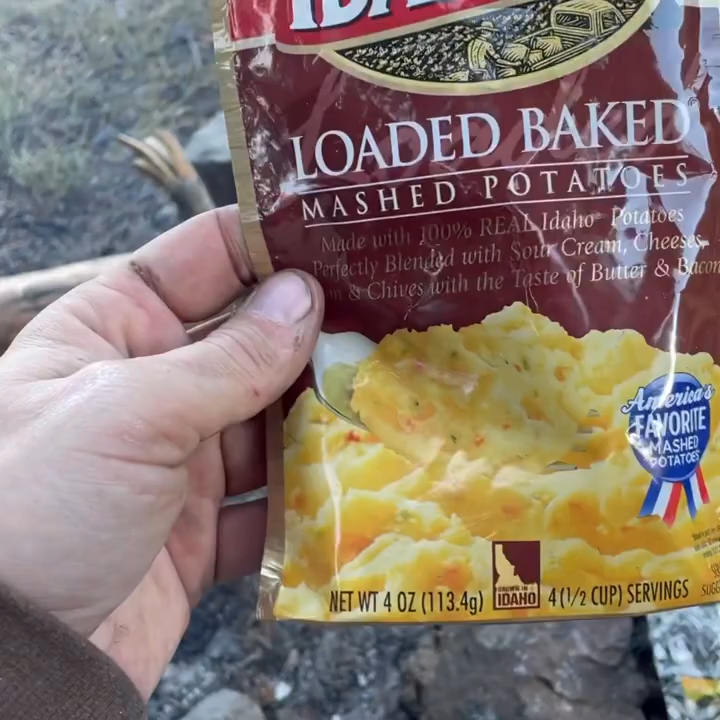 LOADED BAKED
MASHED POTATOES
Made with 100% REAL Idaho® Potatoes
Perfectly Blended with Sour Cream, Cheeses,
& Chives with the Taste of Butter & Bacon
America's
FAVORITE
MASHED
POTATOES
NET WT 4 OZ (113.4g)
GROWN IN
IDAHO
4 (1/2 CUP) SERVINGS